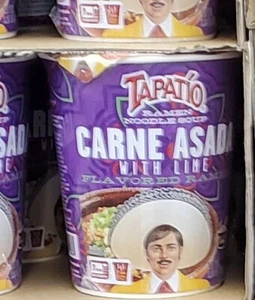 TAPATÍO
RAMEN
NOODLE SOUP
CARNE ASADA
WITH LIME
FLAVORED RAMEN